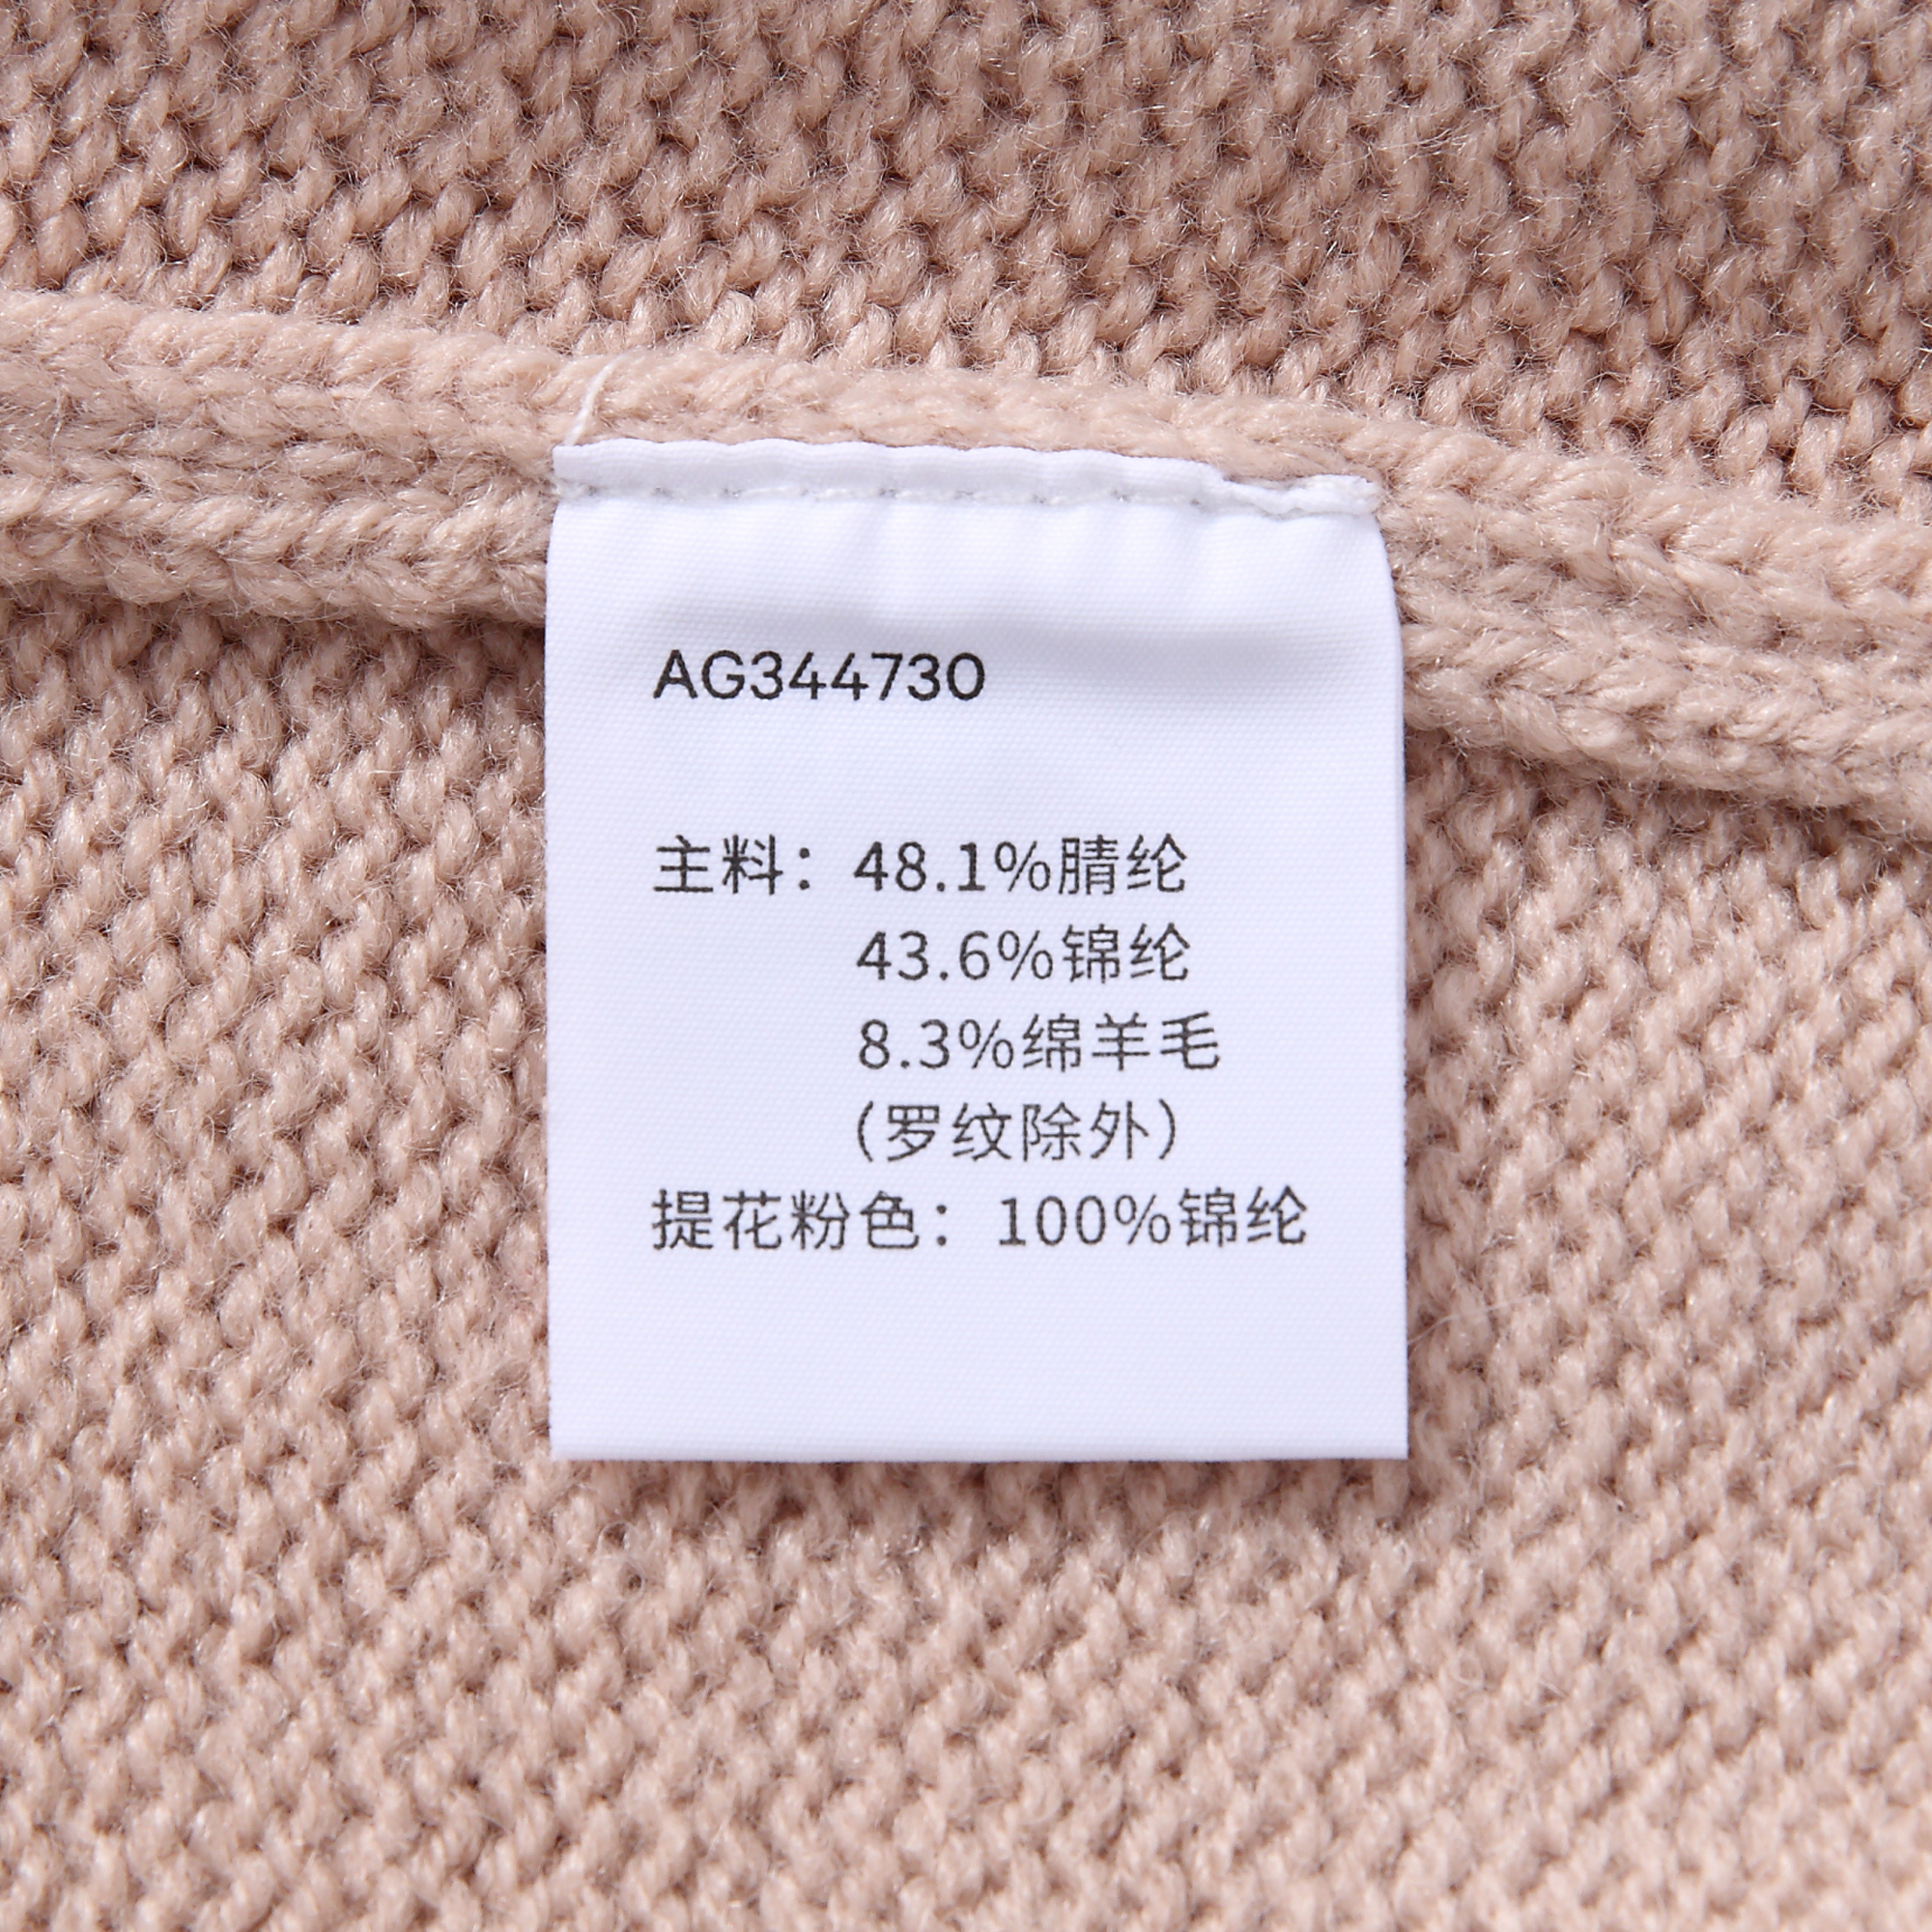 AG344730
主料：48.1%腈纶
43.6%锦纶
8.3%绵羊毛
（罗纹除外）
提花粉色：100%锦纶